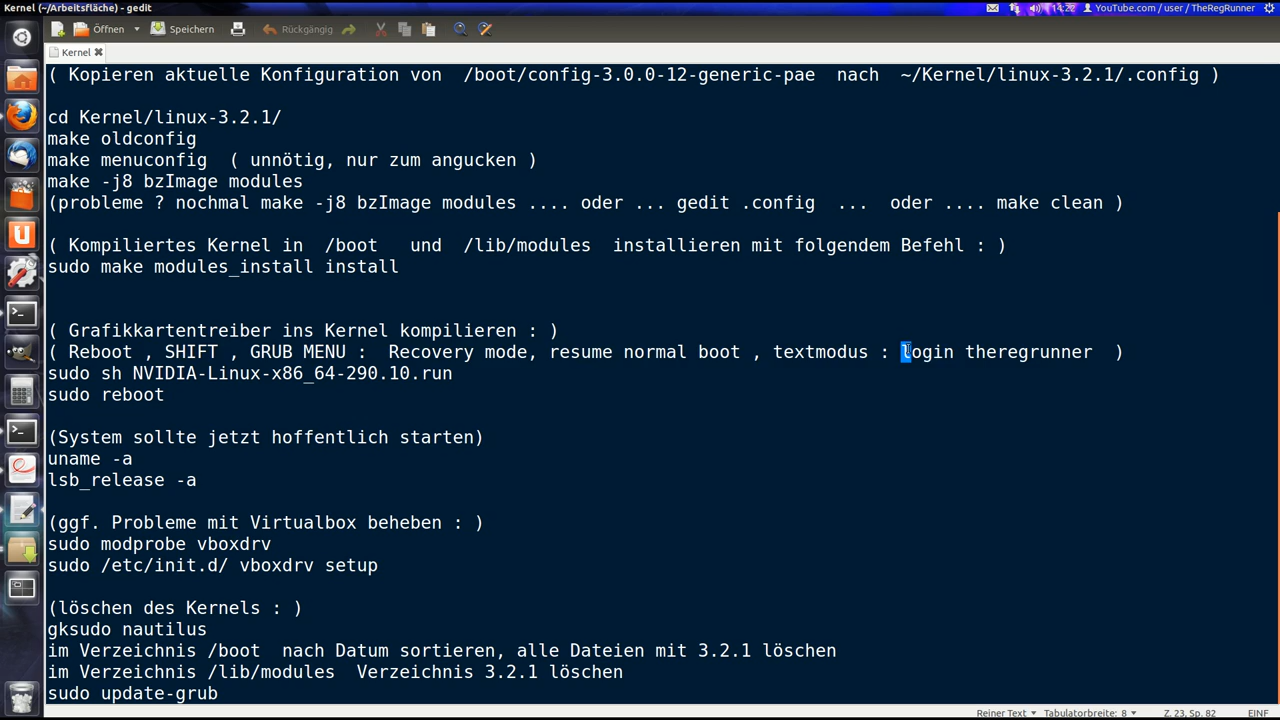 Kernel (~/Arbeitsfläche) - gedit
14:22 YouTube.com / user / TheRegRunner
Öffnen Speichern Rückgängig
Kernel
( Kopieren aktuelle Konfiguration von  /boot/config-3.0.0-12-generic-pae  nach  ~/Kernel/linux-3.2.1/.config )
cd Kernel/linux-3.2.1/
make oldconfig
make menuconfig  ( unnötig, nur zum angucken )
make -j8 bzImage modules
(probleme ? nochmal make -j8 bzImage modules .... oder ... gedit .config  ...  oder .... make clean )
( Kompiliertes Kernel in  /boot   und  /lib/modules  installieren mit folgendem Befehl : )
sudo make modules_install install
( Grafikkartentreiber ins Kernel kompilieren : )
( Reboot , SHIFT , GRUB MENU :  Recovery mode, resume normal boot , textmodus : login theregrunner  )
sudo sh NVIDIA-Linux-x86_64-290.10.run
sudo reboot
(System sollte jetzt hoffentlich starten)
uname -a
lsb_release -a
(ggf. Probleme mit Virtualbox beheben : )
sudo modprobe vboxdrv
sudo /etc/init.d/ vboxdrv setup
(löschen des Kernels : )
gksudo nautilus
im Verzeichnis /boot  nach Datum sortieren, alle Dateien mit 3.2.1 löschen
im Verzeichnis /lib/modules  Verzeichnis 3.2.1 löschen
sudo update-grub
Reiner Text Tabulatorbreite: 8 Z. 23, Sp. 82 EINF